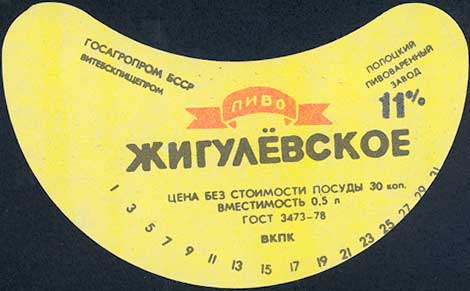 ГОСАГРОПРОМ БССР
ВИТЕБСКПИЩЕПРОМ
ПОЛОЦКИЙ
ПИВОВАРЕННЫЙ
ЗАВОД
11%
ПИВО
ЖИГУЛЁВСКОЕ
ЦЕНА БЕЗ СТОИМОСТИ ПОСУДЫ 30 коп.
ВМЕСТИМОСТЬ 0.5 л
ГОСТ 3473-78
ВКПК
1 3 5 7 9 11 13 15 17 19 21 23 25 27 29 31